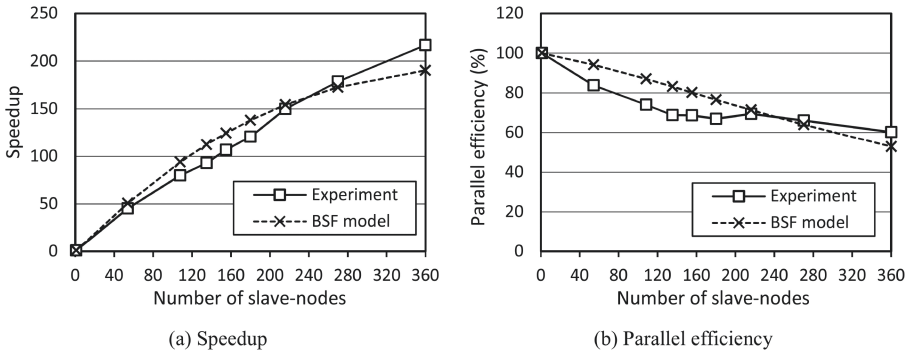 250
200
150
100
50
0
Speedup
0 40 80 120 160 200 240 280 320 360
Number of slave-nodes
Experiment
BSF model
(a) Speedup
120
100
80
60
40
20
0
Parallel efficiency (%)
0 40 80 120 160 200 240 280 320 360
Number of slave-nodes
Experiment
BSF model
(b) Parallel efficiency